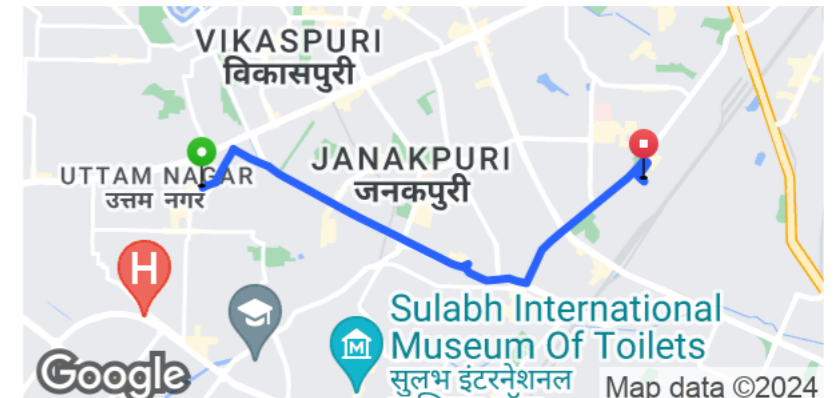 VIKASPURI
विकासपुरी
UTTAM NAGAR
उत्तम नगर
JANAKPURI
जनकपुरी
H
Sulabh International
Museum Of Toilets
सुलभ इंटरनेशनल
Google
Map data ©2024